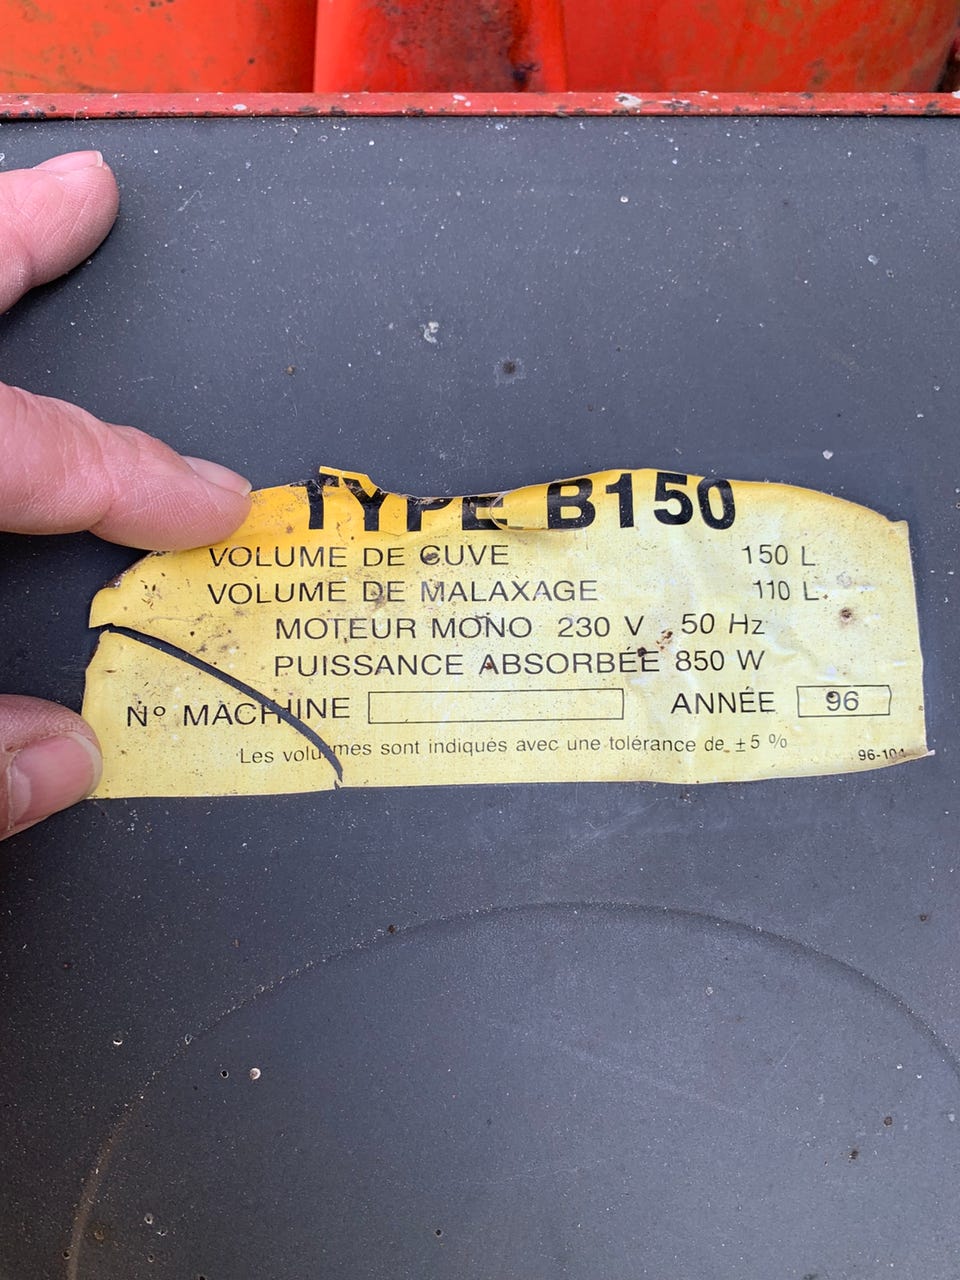 TYPE B150
VOLUME DE CUVE 150 L
VOLUME DE MALAXAGE 110 L.
MOTEUR MONO 230 V 50 Hz
PUISSANCE ABSORBÉE 850 W
N° MACHINE ANNÉE 96
Les volumes sont indiqués avec une tolérance de ± 5 %
96-104